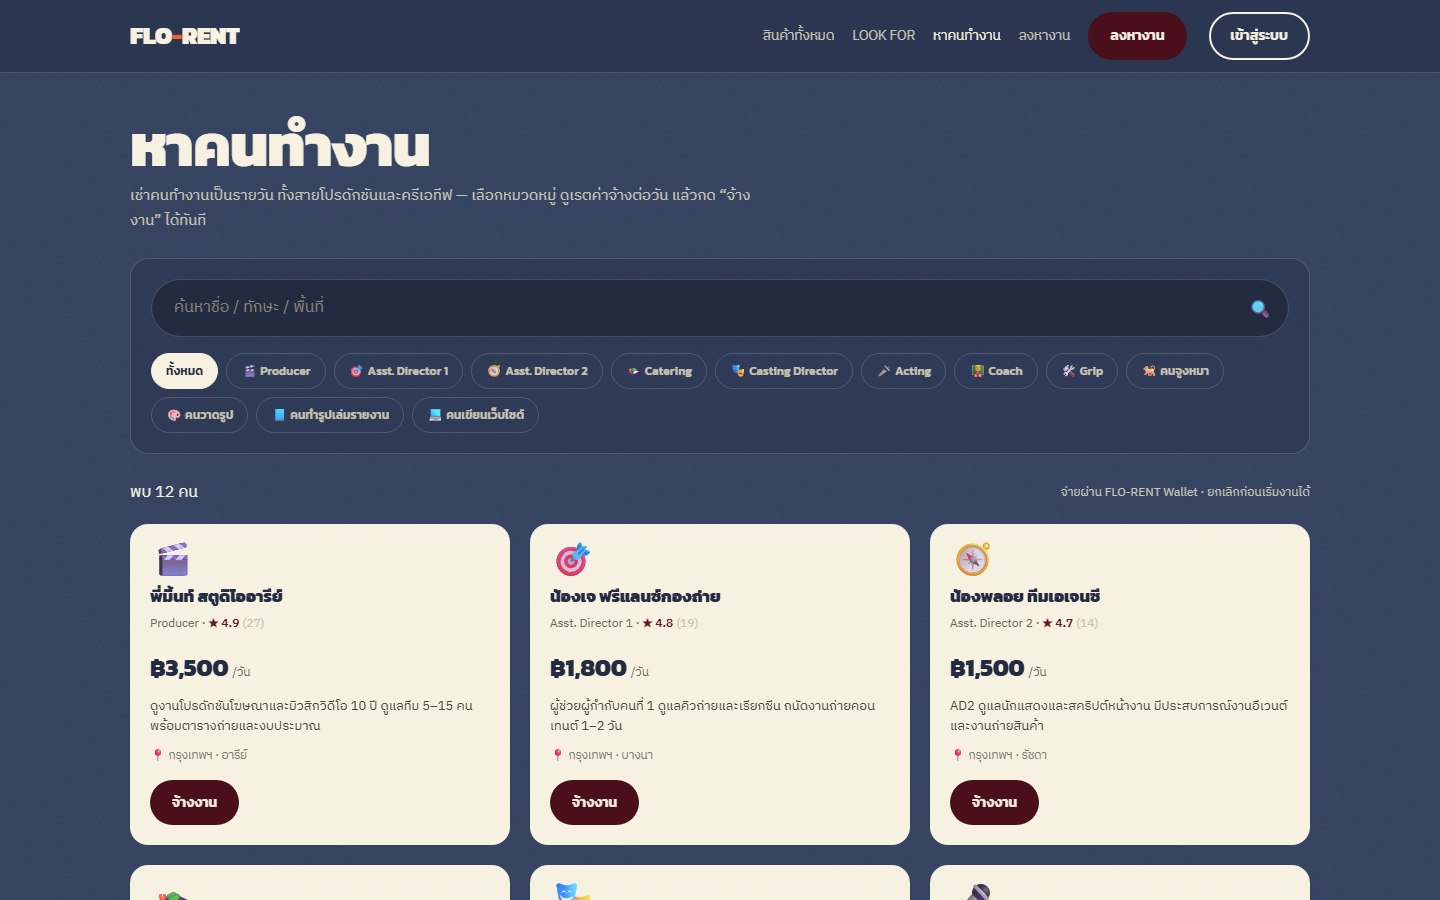 FLO-RENT
สินค้าทั้งหมด LOOK FOR หาคนทำงาน ลงหางาน ลงหางาน เข้าสู่ระบบ
หาคนทำงาน
เช่าคนทำงานเป็นรายวัน ทั้งสายโปรดักชันและครีเอทีฟ — เลือกหมวดหมู่ ดูเรตค่าจ้างต่อวัน แล้วกด “จ้าง
งาน” ได้ทันที
ค้นหาชื่อ / ทักษะ / พื้นที่
ทั้งหมด Producer Asst. Director 1 Asst. Director 2 Catering Casting Director Acting Coach Grip คนจูงหมา
คนวาดรูป คนทำรูปเล่มรายงาน คนเขียนเว็บไซต์
พบ 12 คน
จ่ายผ่าน FLO-RENT Wallet · ยกเลิกก่อนเริ่มงานได้
พี่มิ้นท์ สตูดิโออารีย์
Producer · ★ 4.9 (27)
฿3,500 /วัน
ดูงานโปรดักชันโฆษณาและมิวสิกวิดีโอ 10 ปี ดูแลทีม 5–15 คน
พร้อมตารางถ่ายและงบประมาณ
กรุงเทพฯ · อารีย์
จ้างงาน
น้องเจ ฟรีแลนซ์กองถ่าย
Asst. Director 1 · ★ 4.8 (19)
฿1,800 /วัน
ผู้ช่วยผู้กำกับคนที่ 1 ดูแลคิวถ่ายและเรียกซีน ถนัดงานถ่ายคอน
เทนต์ 1–2 วัน
กรุงเทพฯ · บางนา
จ้างงาน
น้องพลอย ทีมเอเจนซี
Asst. Director 2 · ★ 4.7 (14)
฿1,500 /วัน
AD2 ดูแลนักแสดงและสคริปต์หน้างาน มีประสบการณ์งานอีเวนต์
และงานถ่ายสินค้า
กรุงเทพฯ · รัชดา
จ้างงาน